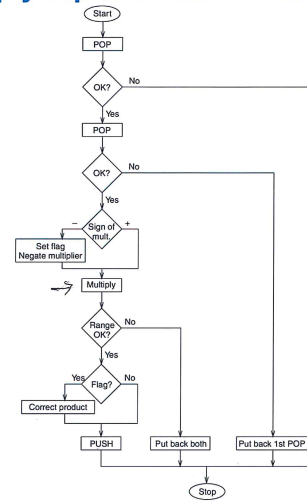 Start
POP
OK?
No
Yes
POP
OK?
No
Yes
Sign of
mult.
−
+
Set flag
Negate multiplier
Multiply
Range
OK?
No
Yes
Flag?
Yes
No
Correct product
PUSH
Put back both
Put back 1st POP
Stop